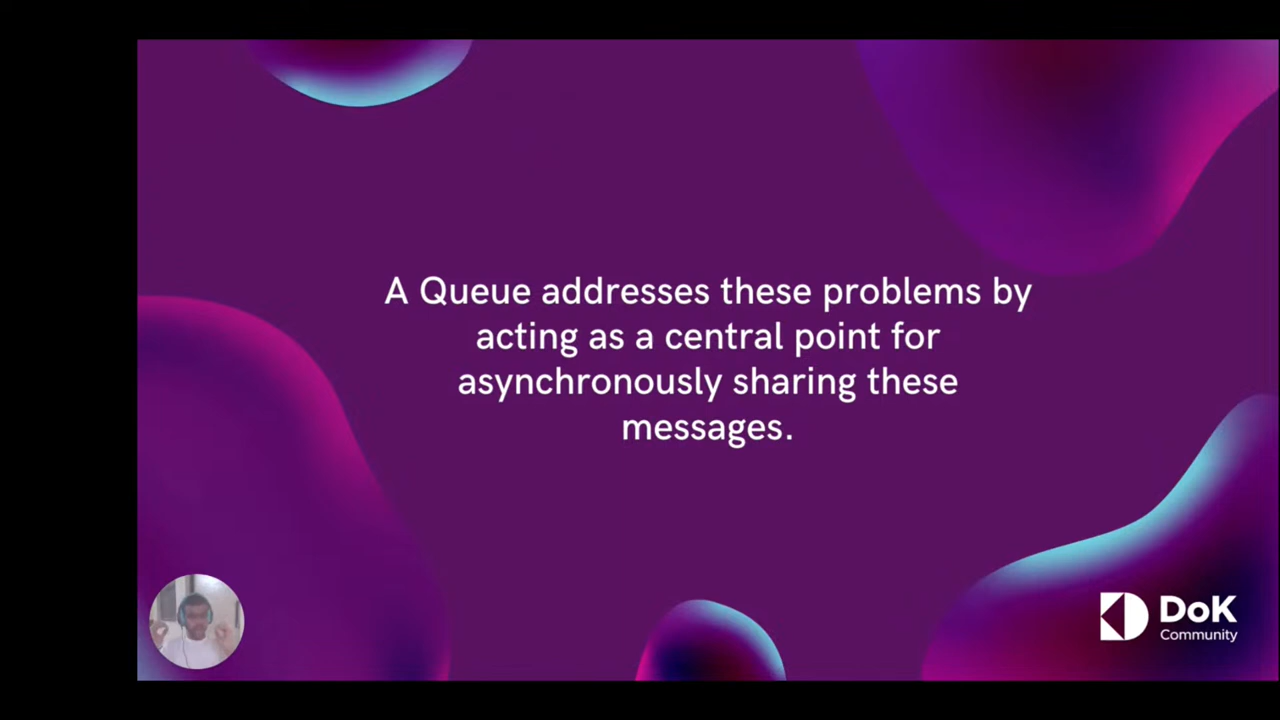 A Queue addresses these problems by
acting as a central point for
asynchronously sharing these
messages.
DoK
Community